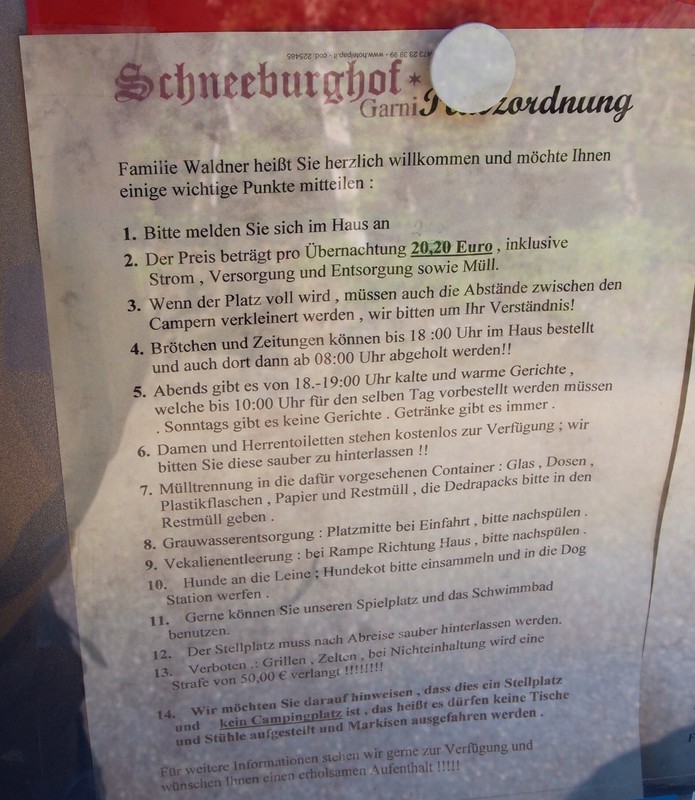 Schneeburghof
Garni
Familie Waldner heißt Sie herzlich willkommen und möchte Ihnen
einige wichtige Punkte mitteilen :
1. Bitte melden Sie sich im Haus an
2. Der Preis beträgt pro Übernachtung 20,20 Euro , inklusive
Strom , Versorgung und Entsorgung sowie Müll.
3. Wenn der Platz voll wird , müssen auch die Abstände zwischen den
Campern verkleinert werden , wir bitten um Ihr Verständnis!
4. Brötchen und Zeitungen können bis 18 :00 Uhr im Haus bestellt
und auch dort dann ab 08:00 Uhr abgeholt werden!!
5. Abends gibt es von 18.-19:00 Uhr kalte und warme Gerichte ,
welche bis 10:00 Uhr für den selben Tag vorbestellt werden müssen
. Sonntags gibt es keine Gerichte . Getränke gibt es immer .
6. Damen und Herrentoiletten stehen kostenlos zur Verfügung ; wir
bitten Sie diese sauber zu hinterlassen !!
7. Mülltrennung in die dafür vorgesehenen Container : Glas , Dosen ,
Plastikflaschen , Papier und Restmüll , die Dedrapacks bitte in den
Restmüll geben .
8. Grauwasserentsorgung : Platzmitte bei Einfahrt , bitte nachspülen .
9. Vekalienentleerung : bei Rampe Richtung Haus , bitte nachspülen .
10. Hunde an die Leine ; Hundekot bitte einsammeln und in die Dog
Station werfen .
11. Gerne können Sie unseren Spielplatz und das Schwimmbad
benutzen.
12. Der Stellplatz muss nach Abreise sauber hinterlassen werden.
13. Verboten .: Grillen , Zelten , bei Nichteinhaltung wird eine
Strafe von 50,00 € verlangt !!!!!!!!
14. Wir möchten Sie darauf hinweisen , dass dies ein Stellplatz
und kein Campingplatz ist , das heißt es dürfen keine Tische
und Stühle aufgestellt und Markisen ausgefahren werden .
Für weitere Informationen stehen wir gerne zur Verfügung und
wünschen Ihnen einen erholsamen Aufenthalt !!!!!